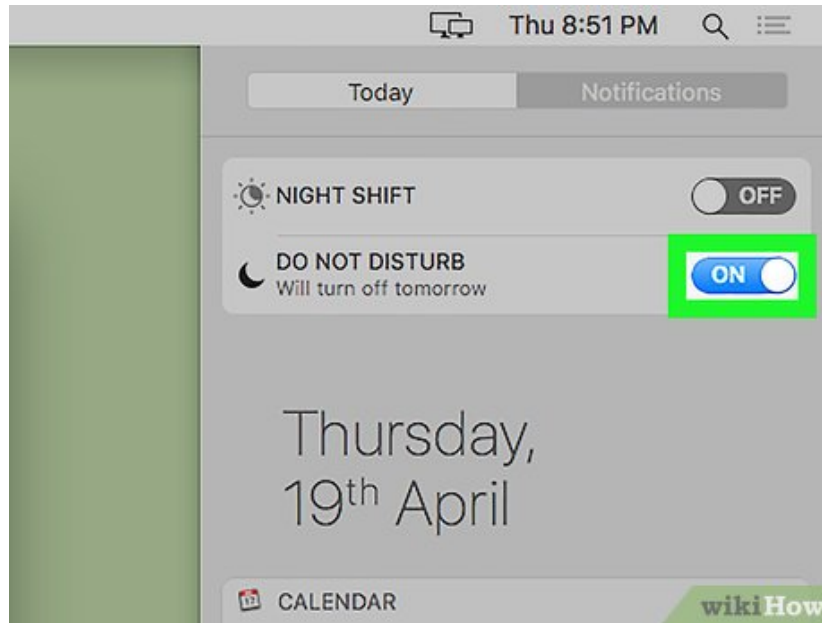 Thu 8:51 PM
Today Notifications
NIGHT SHIFT OFF
DO NOT DISTURB ON
Will turn off tomorrow
Thursday,
19th April
17 CALENDAR
wikiHow